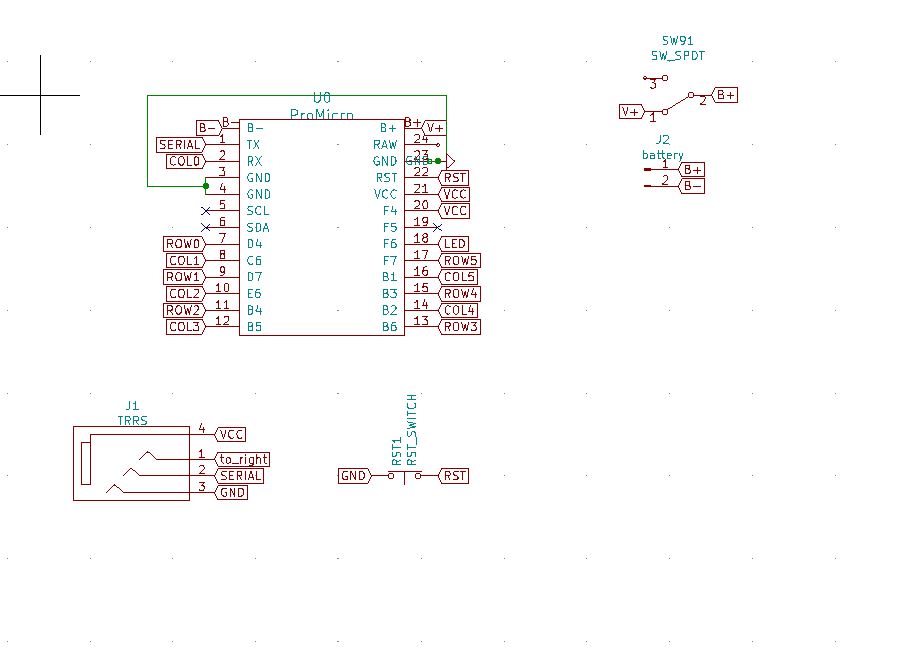 SW91
SW_SPDT
3
2 B+
V+ 1
J2
battery
1 B+
2 B-
U0
ProMicro
B- B- B- B+ B+ V+
SERIAL 1 TX RAW 24
COL0 2 RX GND 23 GND
3 GND RST 22 RST
4 GND VCC 21 VCC
5 SCL F4 20 VCC
6 SDA F5 19
ROW0 7 D4 F6 18 LED
COL1 8 C6 F7 17 ROW5
ROW1 9 D7 B1 16 COL5
COL2 10 E6 B3 15 ROW4
ROW2 11 B4 B2 14 COL4
COL3 12 B5 B6 13 ROW3
J1
TRRS
4 VCC
1 to_right
2 SERIAL
3 GND
RST1
RST_SWITCH
GND RST